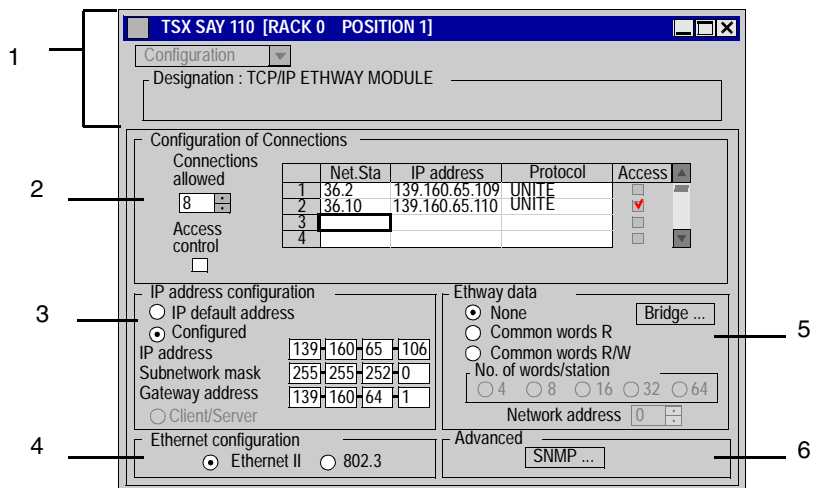 TSX SAY 110 [RACK 0 POSITION 1]
1
Configuration
Designation : TCP/IP ETHWAY MODULE
Configuration of Connections
2
Connections allowed
8
Access control
Net.Sta IP address Protocol Access
1 36.2 139.160.65.109 UNITE
2 36.10 139.160.65.110 UNITE
3
4
3
IP address configuration
IP default address
Configured
IP address 139 160 65 106
Subnetwork mask 255 255 252 0
Gateway address 139 160 64 1
Client/Server
Ethway data
None Bridge ...
Common words R
Common words R/W
5
No. of words/station
4 8 16 32 64
Network address 0
4
Ethernet configuration
Ethernet II 802.3
Advanced
SNMP ...
6